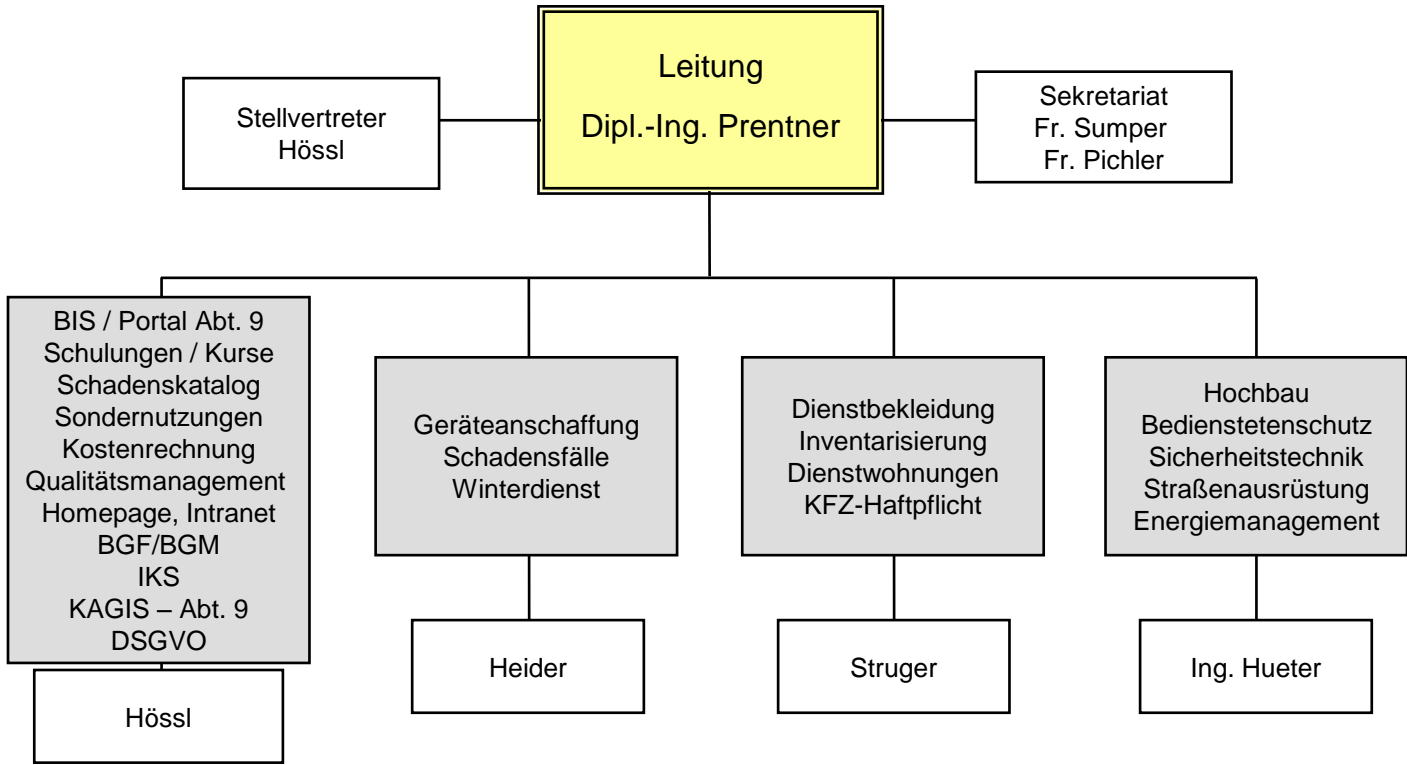 Leitung
Dipl.-Ing. Prentner
Stellvertreter
Hössl
Sekretariat
Fr. Sumper
Fr. Pichler
BIS / Portal Abt. 9
Schulungen / Kurse
Schadenskatalog
Sondernutzungen
Kostenrechnung
Qualitätsmanagement
Homepage, Intranet
BGF/BGM
IKS
KAGIS – Abt. 9
DSGVO
Hössl
Geräteanschaffung
Schadensfälle
Winterdienst
Heider
Dienstbekleidung
Inventarisierung
Dienstwohnungen
KFZ-Haftpflicht
Struger
Hochbau
Bedienstetenschutz
Sicherheitstechnik
Straßenausrüstung
Energiemanagement
Ing. Hueter